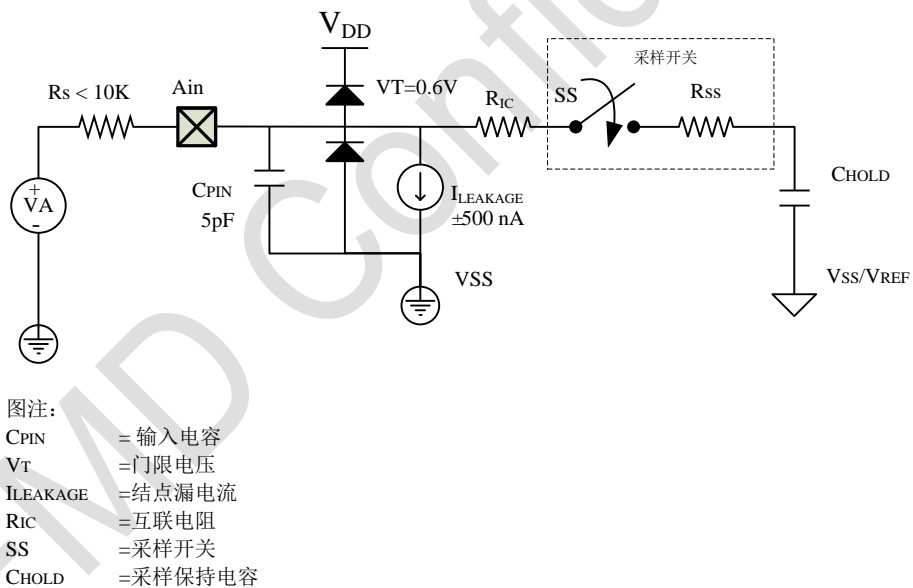 VDD
采样开关
Rs < 10K
Ain
VT=0.6V
RIC
SS
RSS
+
VA
-
CPIN
5pF
ILEAKAGE
±500 nA
CHOLD
VSS
VSS/VREF
图注：
CPIN = 输入电容
VT =门限电压
ILEAKAGE =结点漏电流
RIC =互联电阻
SS =采样开关
CHOLD =采样保持电容